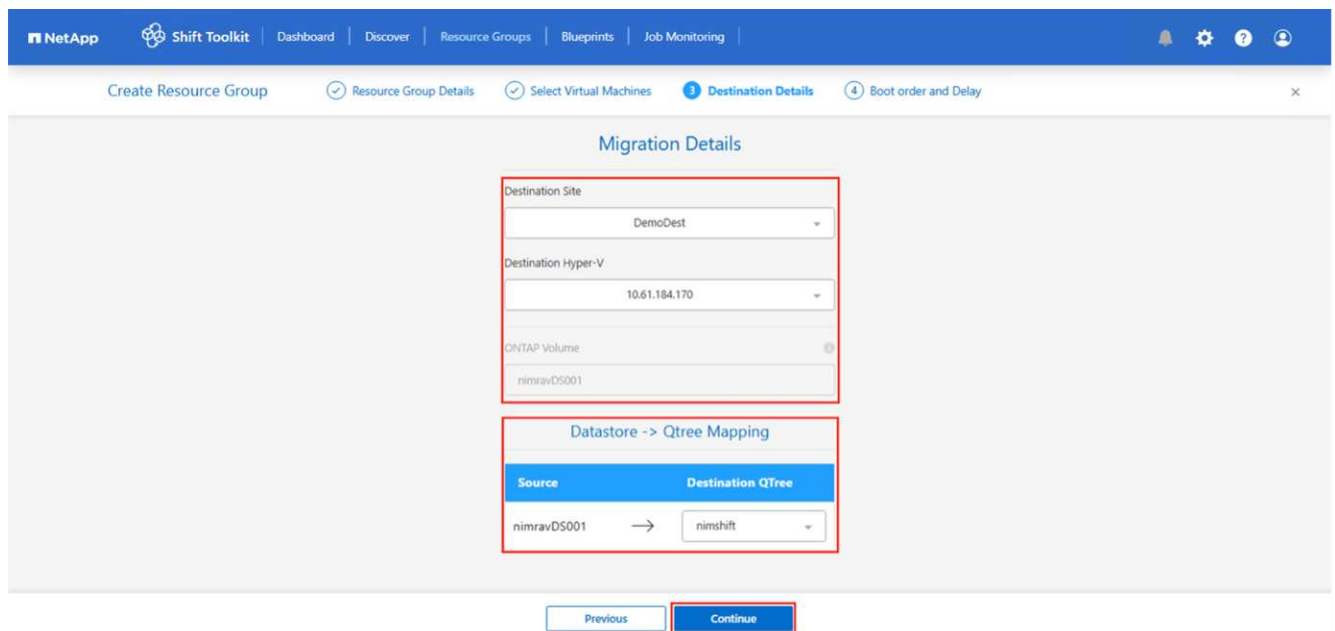 NetApp Shift Toolkit Dashboard Discover Resource Groups Blueprints Job Monitoring
Create Resource Group Resource Group Details Select Virtual Machines 3 Destination Details 4 Boot order and Delay
Migration Details
Destination Site
DemoDest
Destination Hyper-V
10.61.184.170
ONTAP Volume
nimravDS001
Datastore -> Qtree Mapping
Source Destination QTree
nimravDS001 → nimshift
Previous Continue